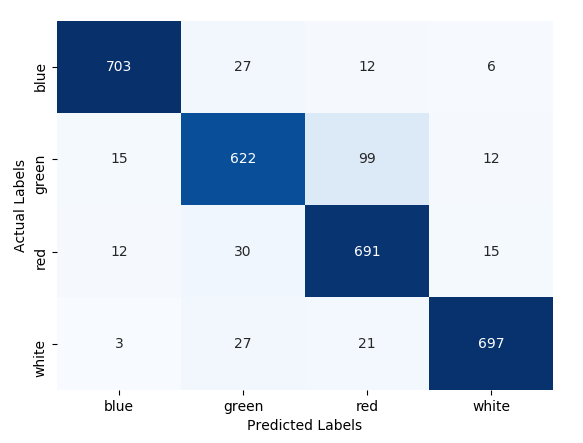 Actual Labels
blue 703 27 12 6
green 15 622 99 12
red 12 30 691 15
white 3 27 21 697
blue green red white
Predicted Labels